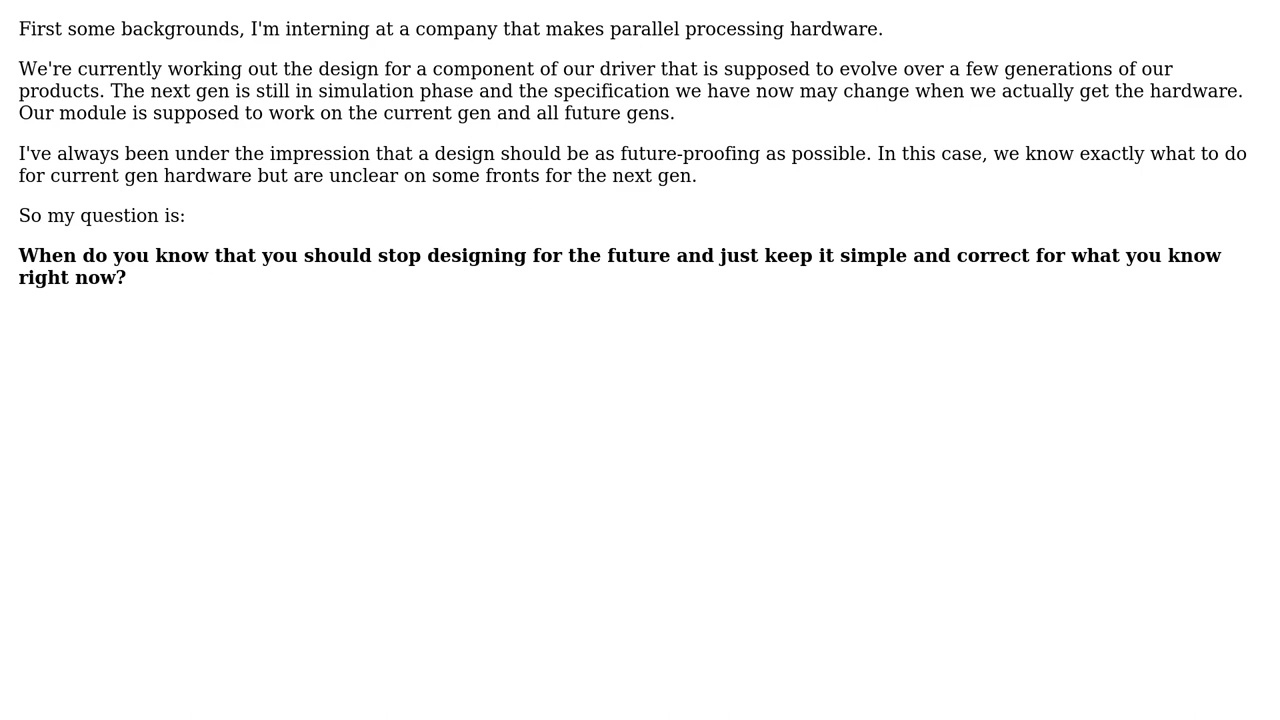 First some backgrounds, I'm interning at a company that makes parallel processing hardware.
We're currently working out the design for a component of our driver that is supposed to evolve over a few generations of our
products. The next gen is still in simulation phase and the specification we have now may change when we actually get the hardware.
Our module is supposed to work on the current gen and all future gens.
I've always been under the impression that a design should be as future-proofing as possible. In this case, we know exactly what to do
for current gen hardware but are unclear on some fronts for the next gen.
So my question is:
When do you know that you should stop designing for the future and just keep it simple and correct for what you know
right now?